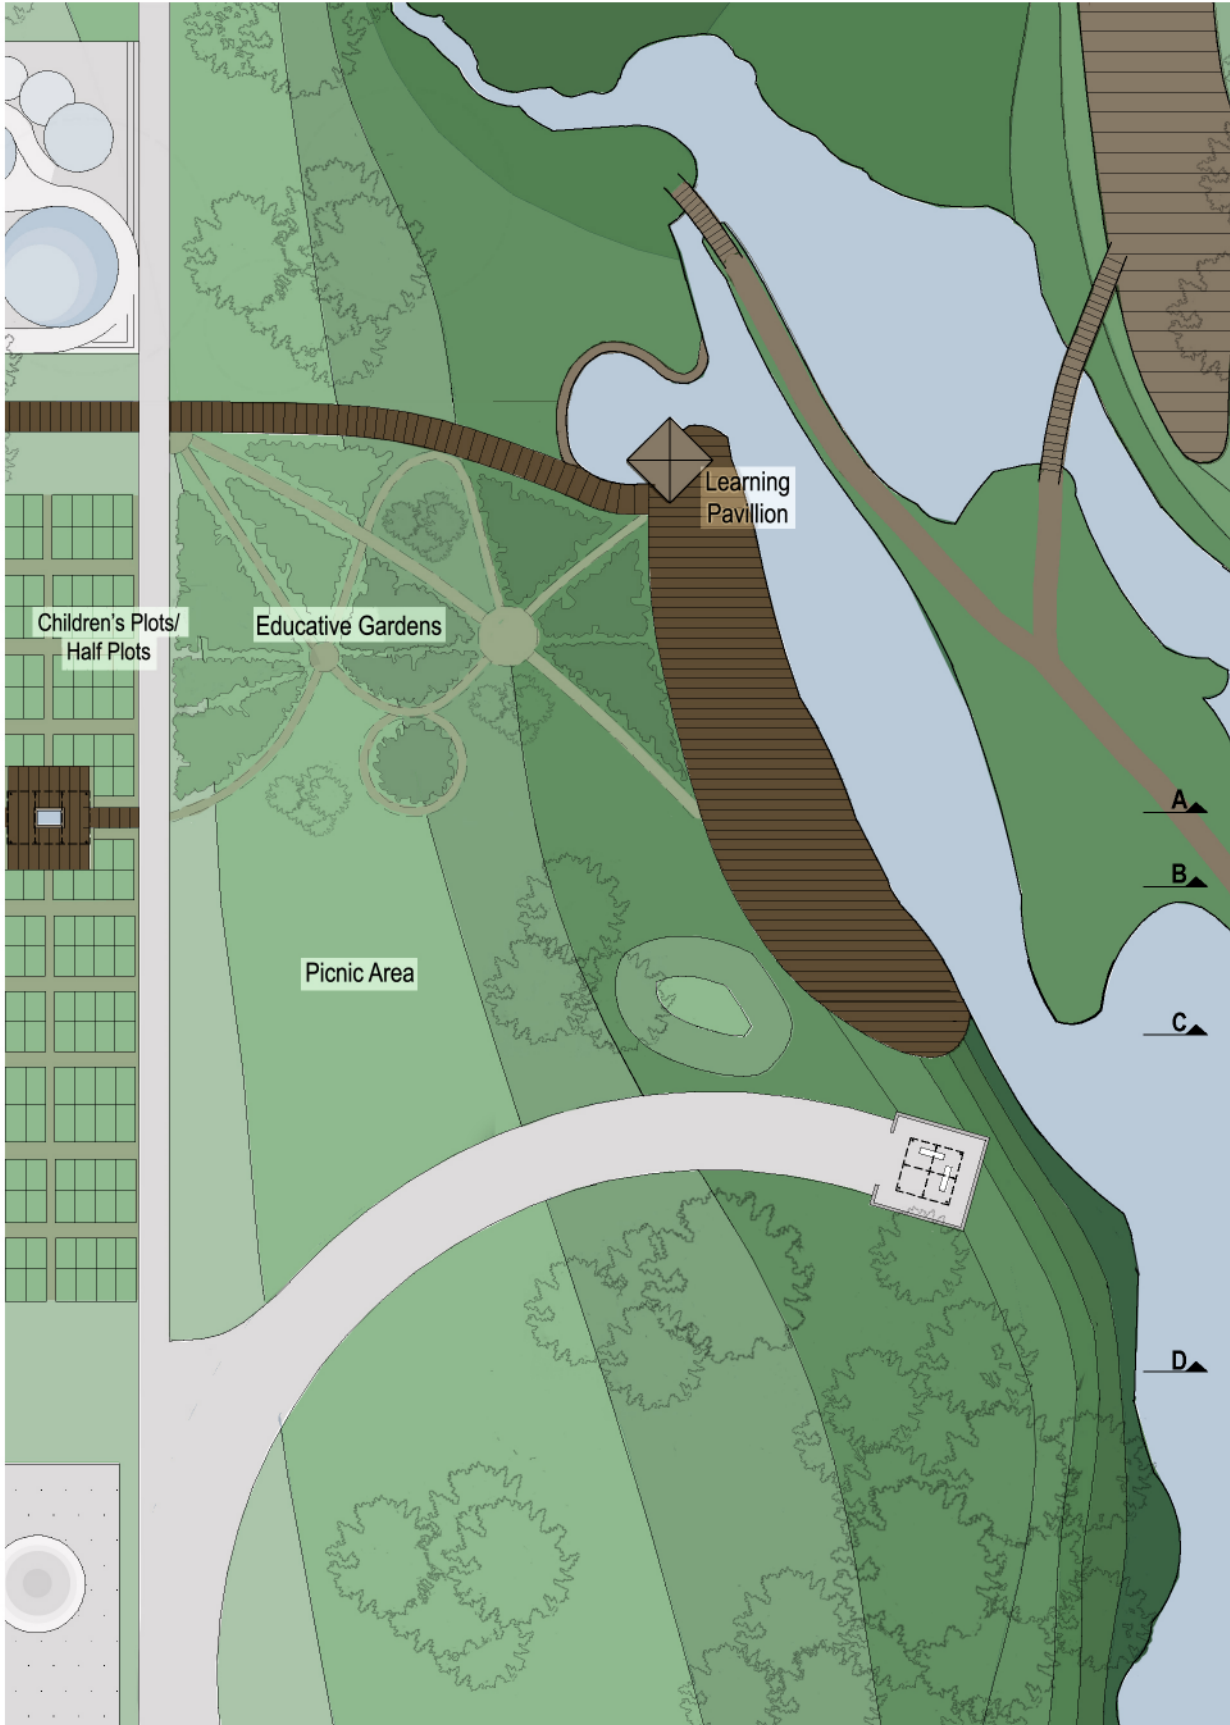 Learning
Pavillion
Children's Plots/
Half Plots
Educative Gardens
A
B
Picnic Area
C
D